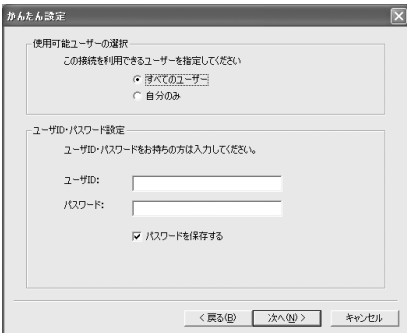 かんたん設定
使用可能ユーザーの選択
この接続を利用できるユーザーを指定してください
すべてのユーザー
自分のみ
ユーザID・パスワード設定
ユーザID・パスワードをお持ちの方は入力してください。
ユーザID:
パスワード:
パスワードを保存する
< 戻る(B) 次へ(N) > キャンセル